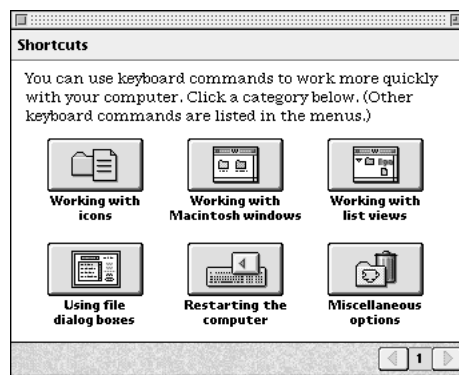 Shortcuts
You can use keyboard commands to work more quickly
with your computer. Click a category below. (Other
keyboard commands are listed in the menus.)
Working with
icons
Working with
Macintosh windows
Working with
list views
Using file
dialog boxes
Restarting the
computer
Miscellaneous
options
1